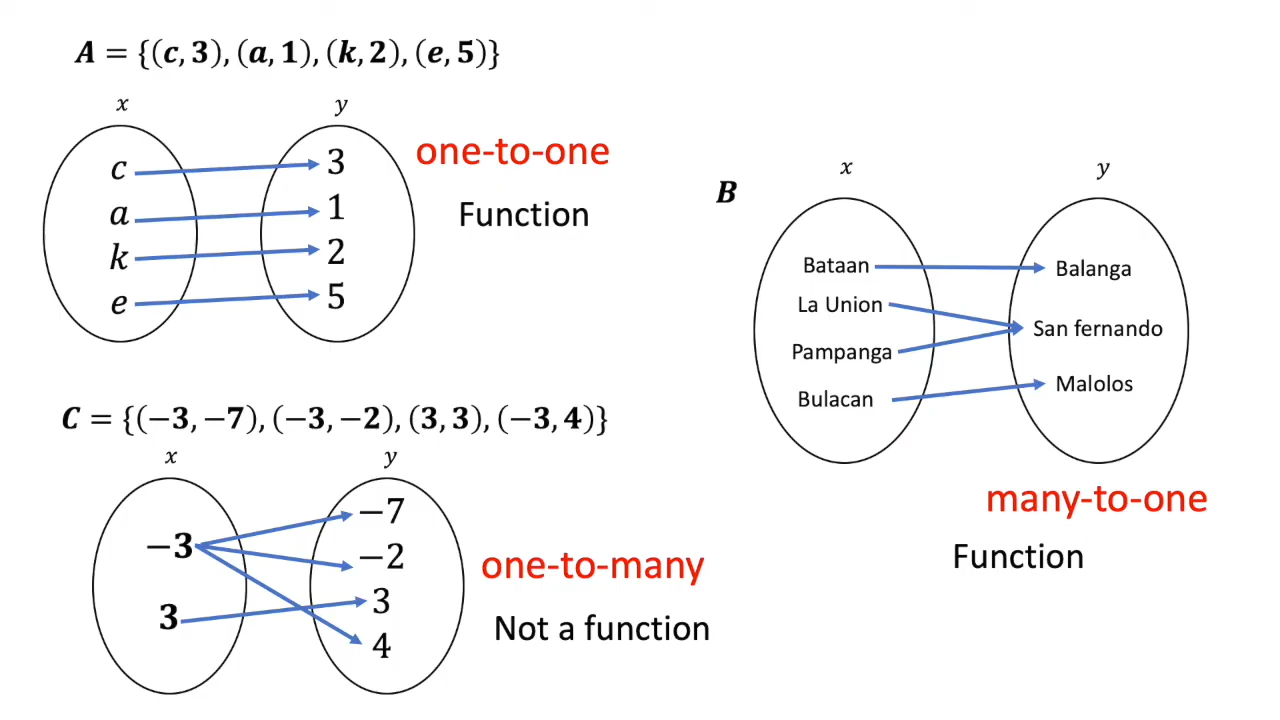 A = {(c, 3), (a, 1), (k, 2), (e, 5)}
x y
c 3
a 1
k 2
e 5
one-to-one
Function
B
x y
Bataan Balanga
La Union
San fernando
Pampanga
Malolos
Bulacan
many-to-one
Function
C = {(−3, −7), (−3, −2), (3, 3), (−3, 4)}
x y
−7
−3
−2
3
3
4
one-to-many
Not a function